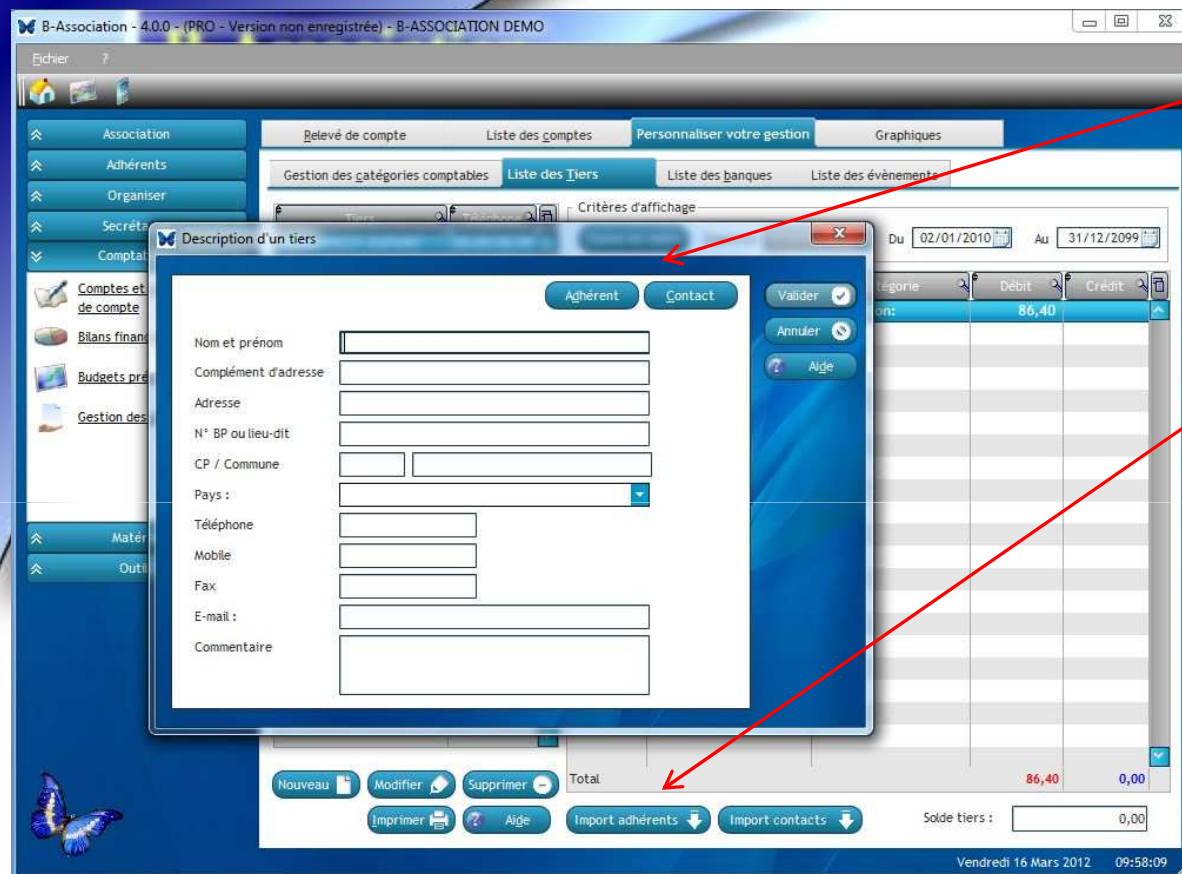 B-Association - 4.0.0 - (PRO - Version non enregistrée) - B-ASSOCIATION DEMO
Fichier ?
Association
Adhérents
Organiser
Secréta
Comptab
Comptes et
de compte
Bilans financ
Budgets pré
Gestion des
Matér
Outil
Relevé de compte Liste des comptes Personnaliser votre gestion Graphiques
Gestion des catégories comptables Liste des Tiers Liste des banques Liste des évènements
Tiers Téléphone
Critères d'affichage
Du 02/01/2010 Au 31/12/2099
tégorie Débit Crédit
on: 86,40
Description d'un tiers
Adhérent Contact
Valider
Annuler
Aide
Nom et prénom
Complément d'adresse
Adresse
N° BP ou lieu-dit
CP / Commune
Pays :
Téléphone
Mobile
Fax
E-mail :
Commentaire
Nouveau Modifier Supprimer
Total 86,40 0,00
Imprimer Aide Import adhérents Import contacts Solde tiers : 0,00
Vendredi 16 Mars 2012 09:58:09